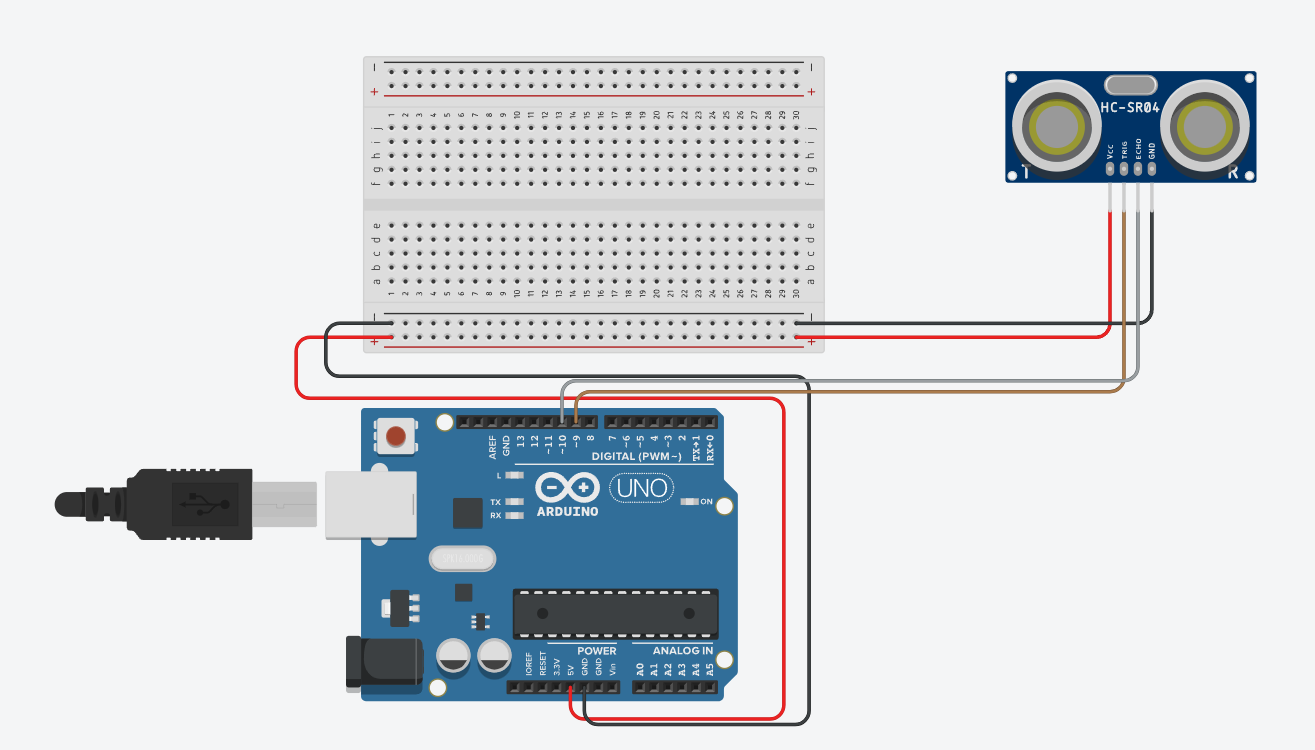 − −
+ +
1 2 3 4 5 6 7 8 9 10 11 12 13 14 15 16 17 18 19 20 21 22 23 24 25 26 27 28 29 30
j j
i i
h h
g g
f f
e e
d d
c c
b b
a a
1 2 3 4 5 6 7 8 9 10 11 12 13 14 15 16 17 18 19 20 21 22 23 24 25 26 27 28 29 30
− −
+ +
HC-SR04
Vcc TRIG ECHO GND
T R
AREF GND 13 12 ~11 ~10 ~9 8 7 ~6 ~5 4 ~3 2 TX→1 RX←0
DIGITAL (PWM~)
L
TX
RX
UNO
ON
ARDUINO
POWER ANALOG IN
IOREF RESET 3.3V 5V GND GND Vin A0 A1 A2 A3 A4 A5